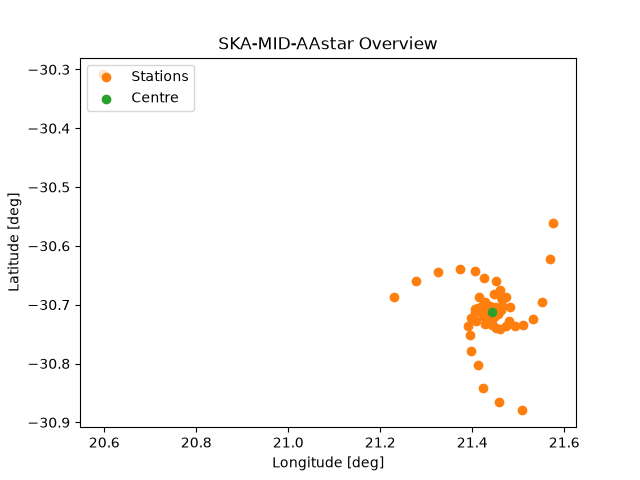 SKA-MID-AAstar Overview
Stations
Centre
−30.3
−30.4
−30.5
−30.6
−30.7
−30.8
−30.9
Latitude [deg]
20.6 20.8 21.0 21.2 21.4 21.6
Longitude [deg]